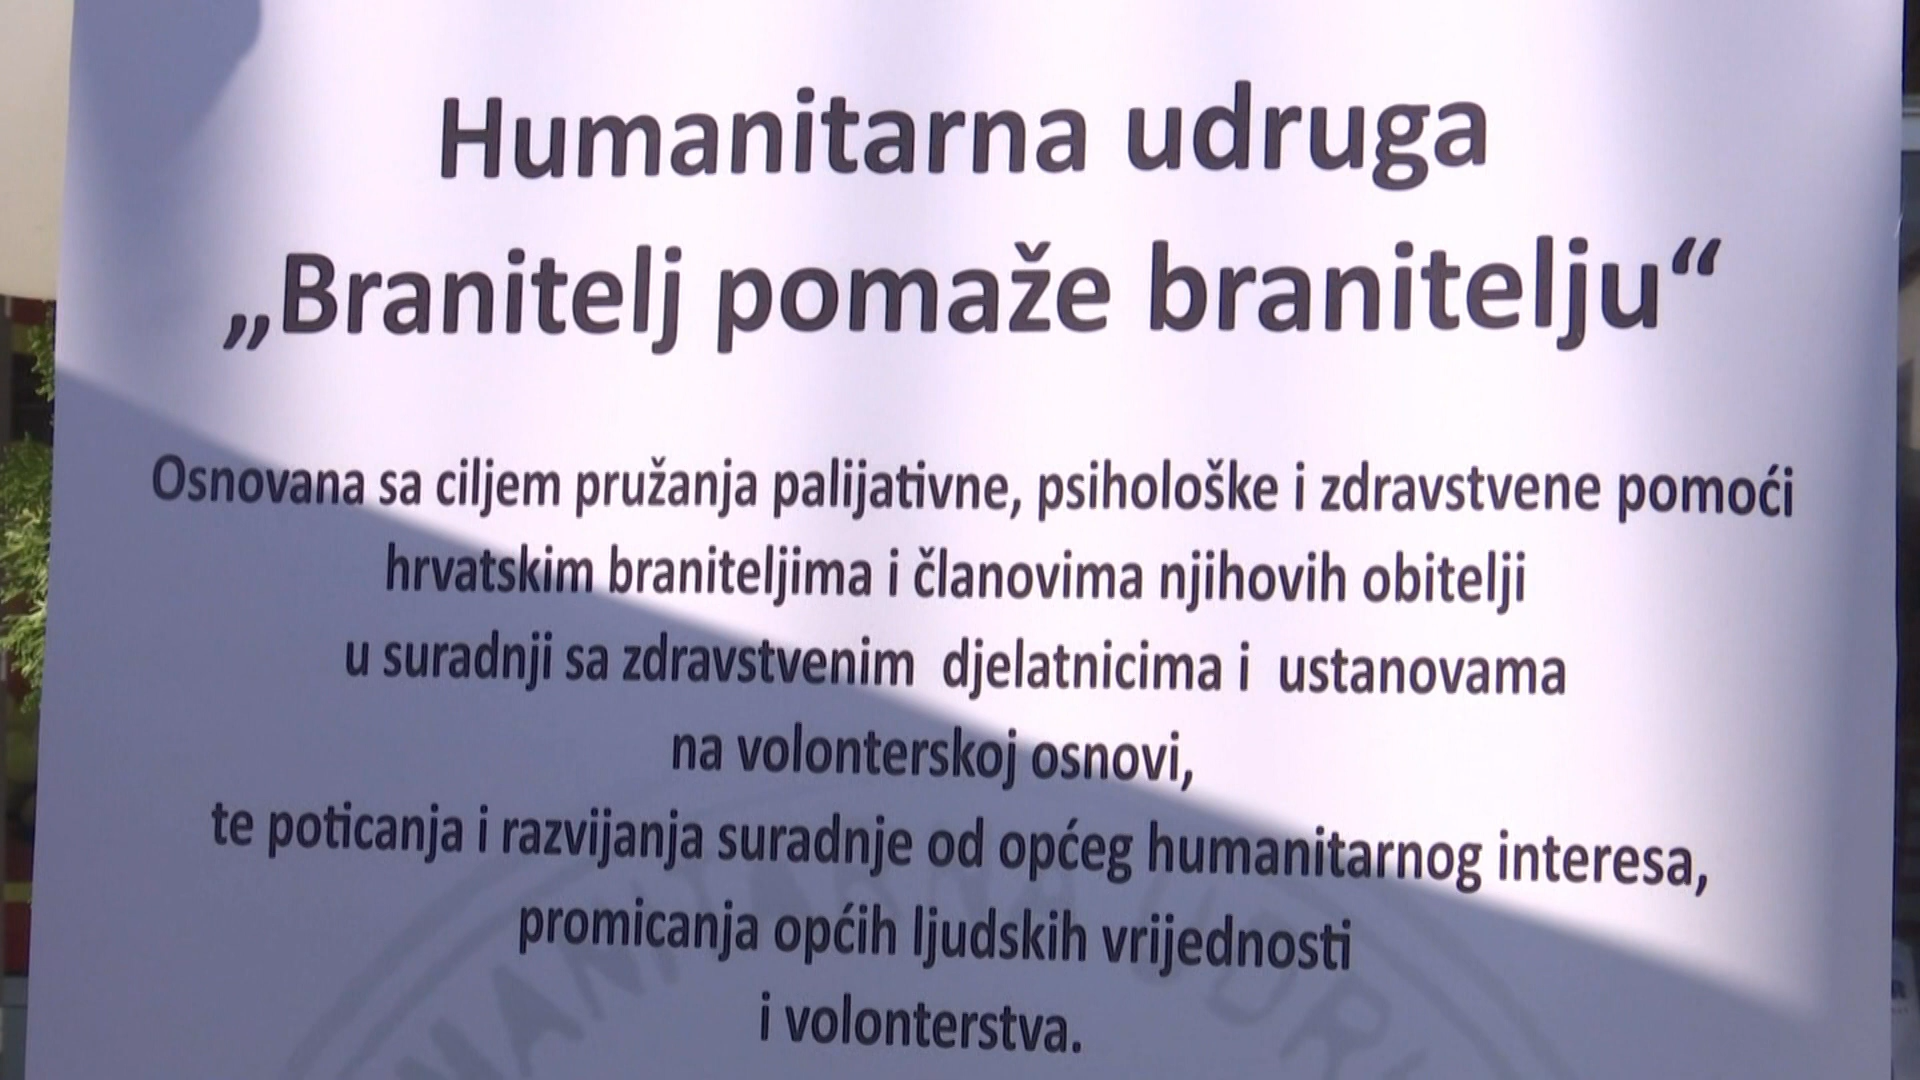 Humanitarna udruga
„Branitelj pomaže branitelju“
Osnovana sa ciljem pružanja palijativne, psihološke i zdravstvene pomoći
hrvatskim braniteljima i članovima njihovih obitelji
u suradnji sa zdravstvenim djelatnicima i ustanovama
na volonterskoj osnovi,
te poticanja i razvijanja suradnje od općeg humanitarnog interesa,
promicanja općih ljudskih vrijednosti
i volonterstva.